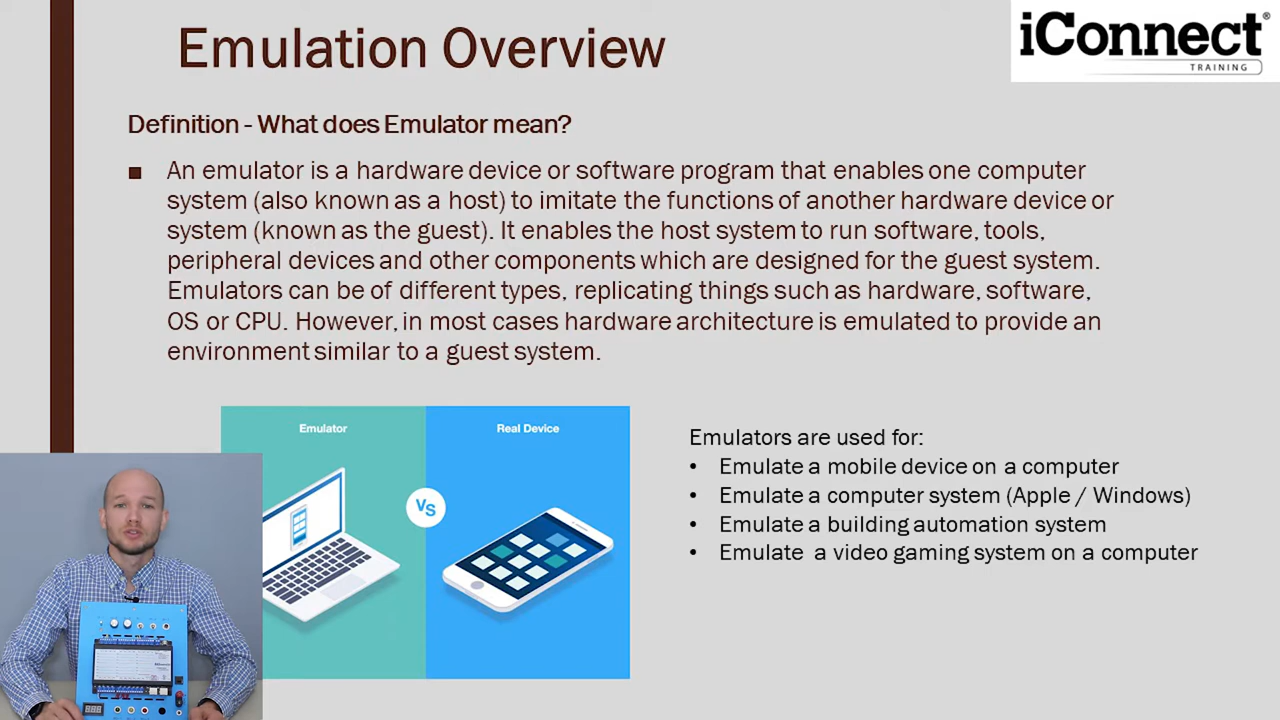 Emulation Overview
iConnect®
TRAINING
Definition - What does Emulator mean?
■ An emulator is a hardware device or software program that enables one computer
system (also known as a host) to imitate the functions of another hardware device or
system (known as the guest). It enables the host system to run software, tools,
peripheral devices and other components which are designed for the guest system.
Emulators can be of different types, replicating things such as hardware, software,
OS or CPU. However, in most cases hardware architecture is emulated to provide an
environment similar to a guest system.
Emulator
VS
Real Device
Emulators are used for:
• Emulate a mobile device on a computer
• Emulate a computer system (Apple / Windows)
• Emulate a building automation system
• Emulate a video gaming system on a computer